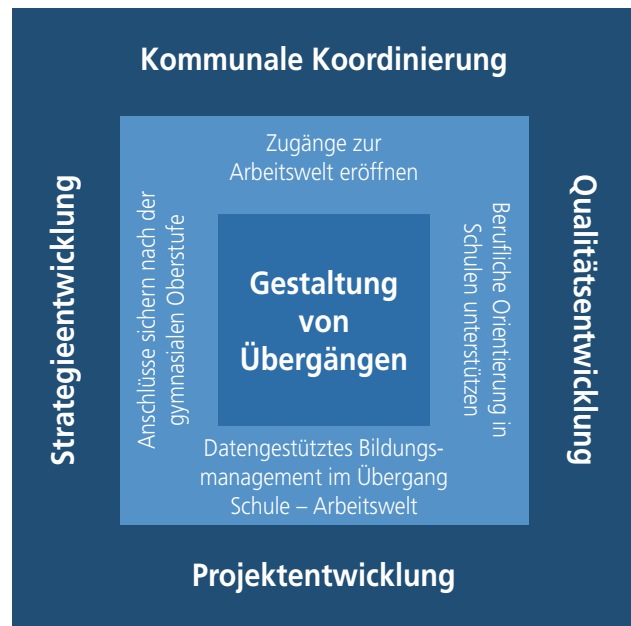 Kommunale Koordinierung
Zugänge zur
Arbeitswelt eröffnen
Strategieentwicklung
Anschlüsse sichern nach der
gymnasialen Oberstufe
Gestaltung
von
Übergängen
Berufliche Orientierung in
Schulen unterstützen
Qualitätsentwicklung
Datengestütztes Bildungs-
management im Übergang
Schule – Arbeitswelt
Projektentwicklung